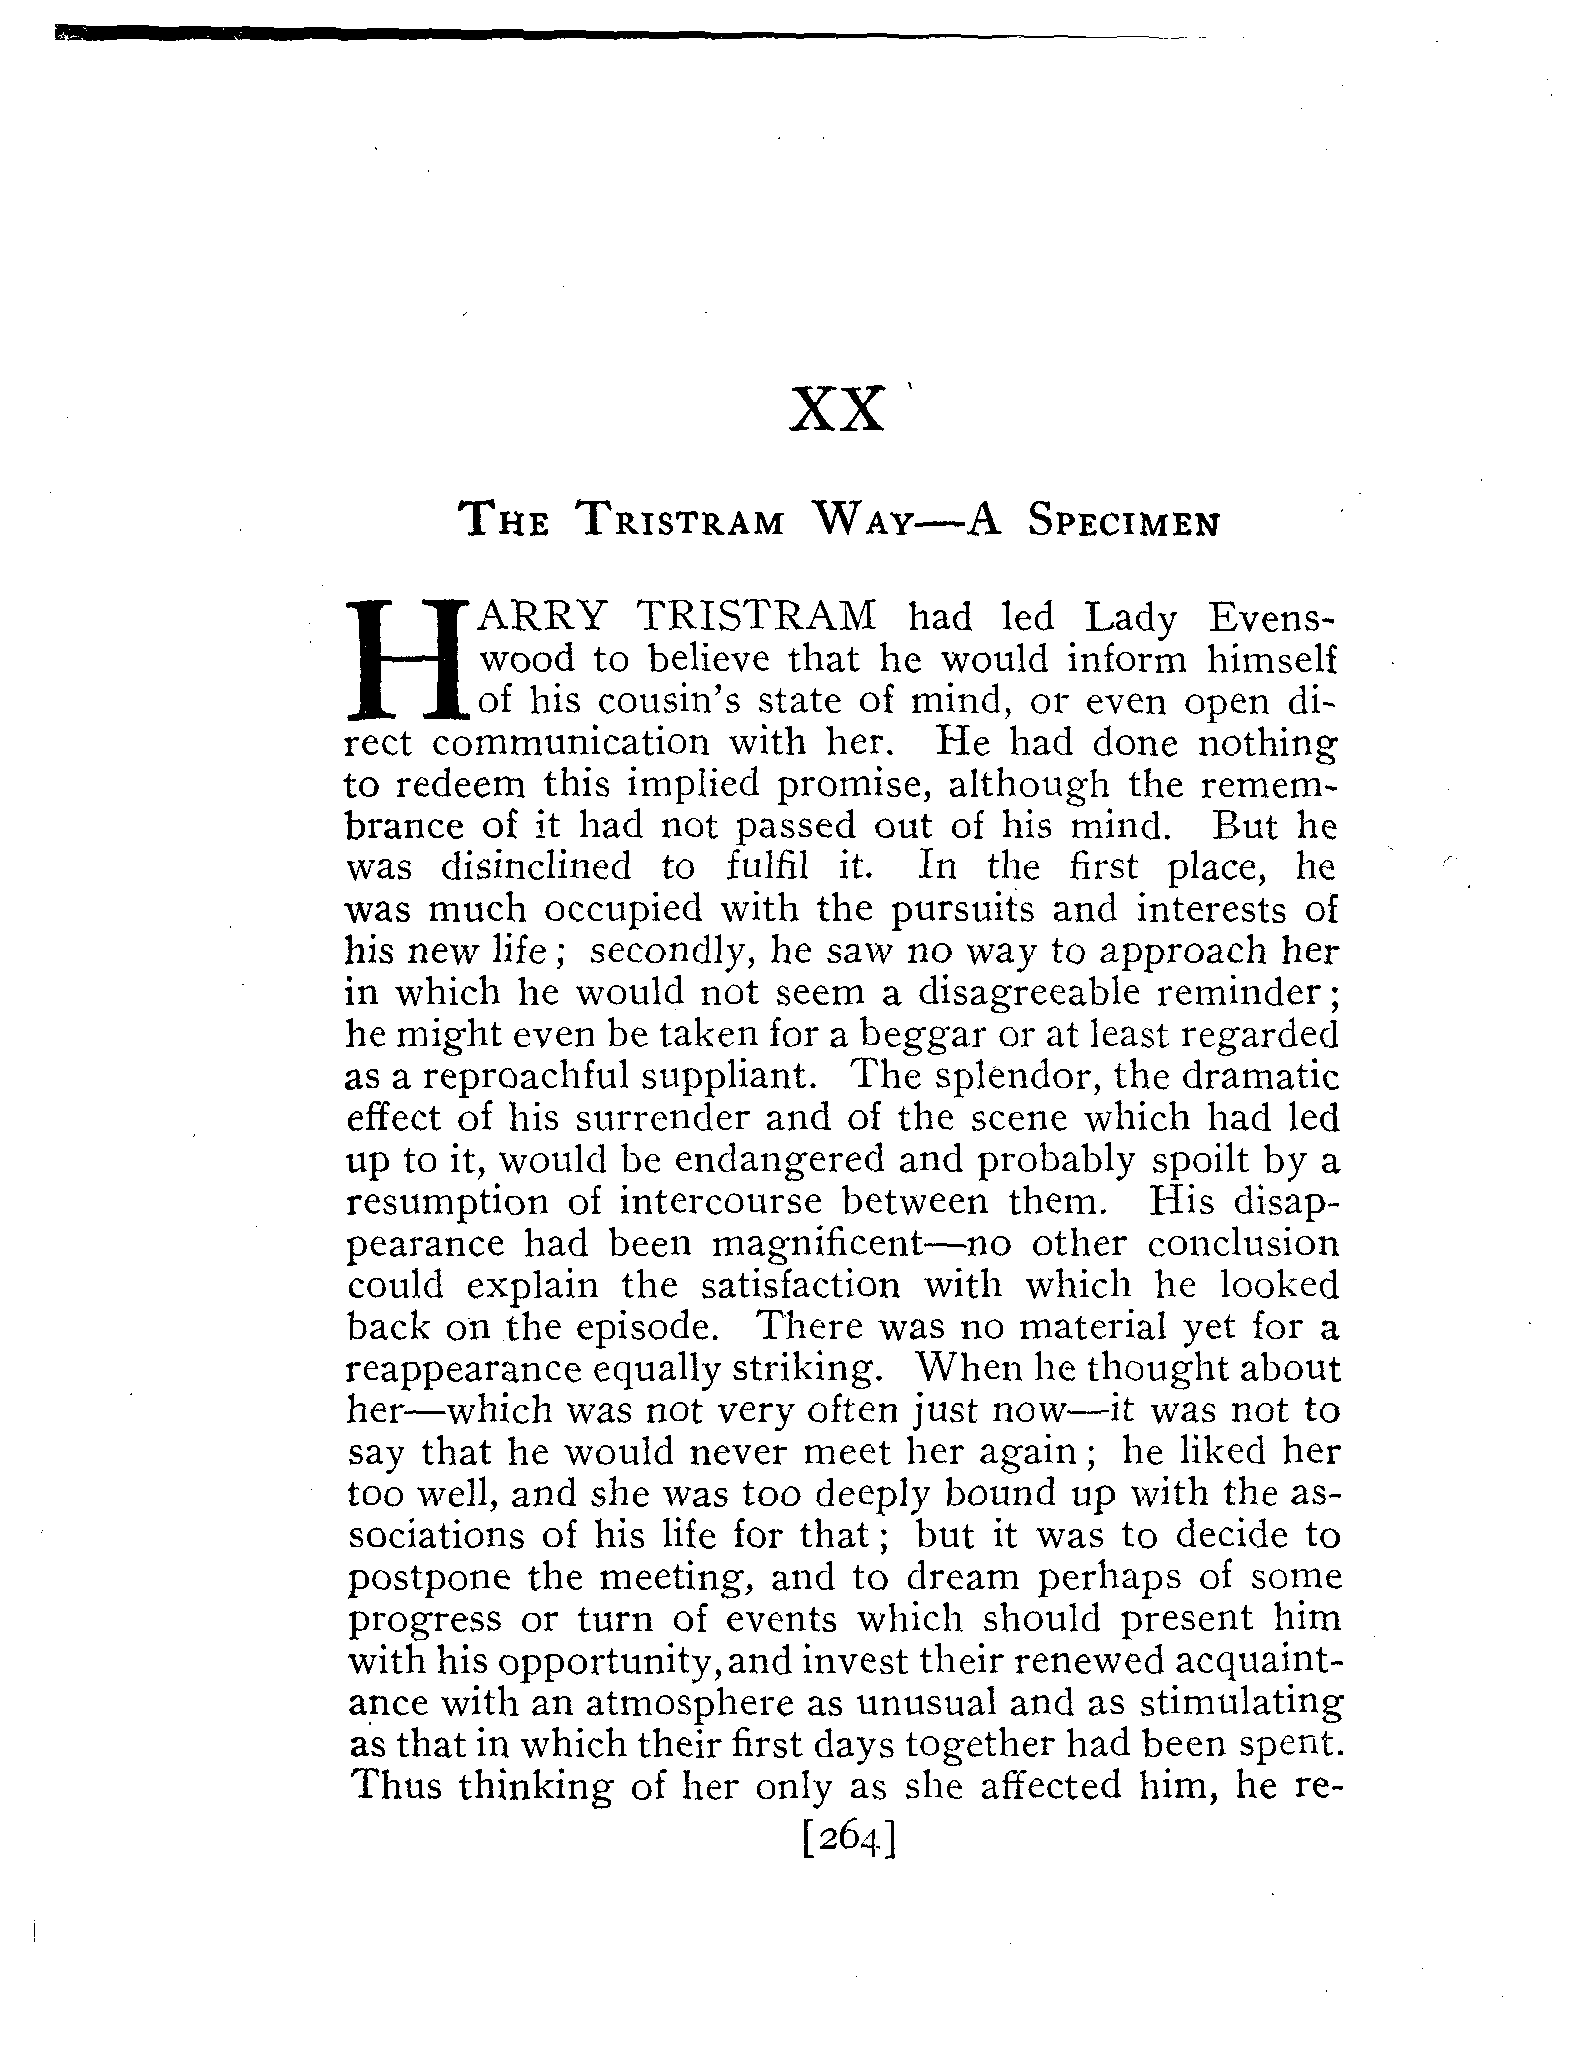 XX
The Tristram Way—A Specimen
HARRY TRISTRAM had led Lady Evens-
wood to believe that he would inform himself
of his cousin's state of mind, or even open di-
rect communication with her. He had done nothing
to redeem this implied promise, although the remem-
brance of it had not passed out of his mind. But he
was disinclined to fulfil it. In the first place, he
was much occupied with the pursuits and interests of
his new life; secondly, he saw no way to approach her
in which he would not seem a disagreeable reminder;
he might even be taken for a beggar or at least regarded
as a reproachful suppliant. The splendor, the dramatic
effect of his surrender and of the scene which had led
up to it, would be endangered and probably spoilt by a
resumption of intercourse between them. His disap-
pearance had been magnificent—no other conclusion
could explain the satisfaction with which he looked
back on the episode. There was no material yet for a
reappearance equally striking. When he thought about
her—which was not very often just now—it was not to
say that he would never meet her again; he liked her
too well, and she was too deeply bound up with the as-
sociations of his life for that; but it was to decide to
postpone the meeting, and to dream perhaps of some
progress or turn of events which should present him
with his opportunity, and invest their renewed acquaint-
ance with an atmosphere as unusual and as stimulating
as that in which their first days together had been spent.
Thus thinking of her only as she affected him, he re-
[264]